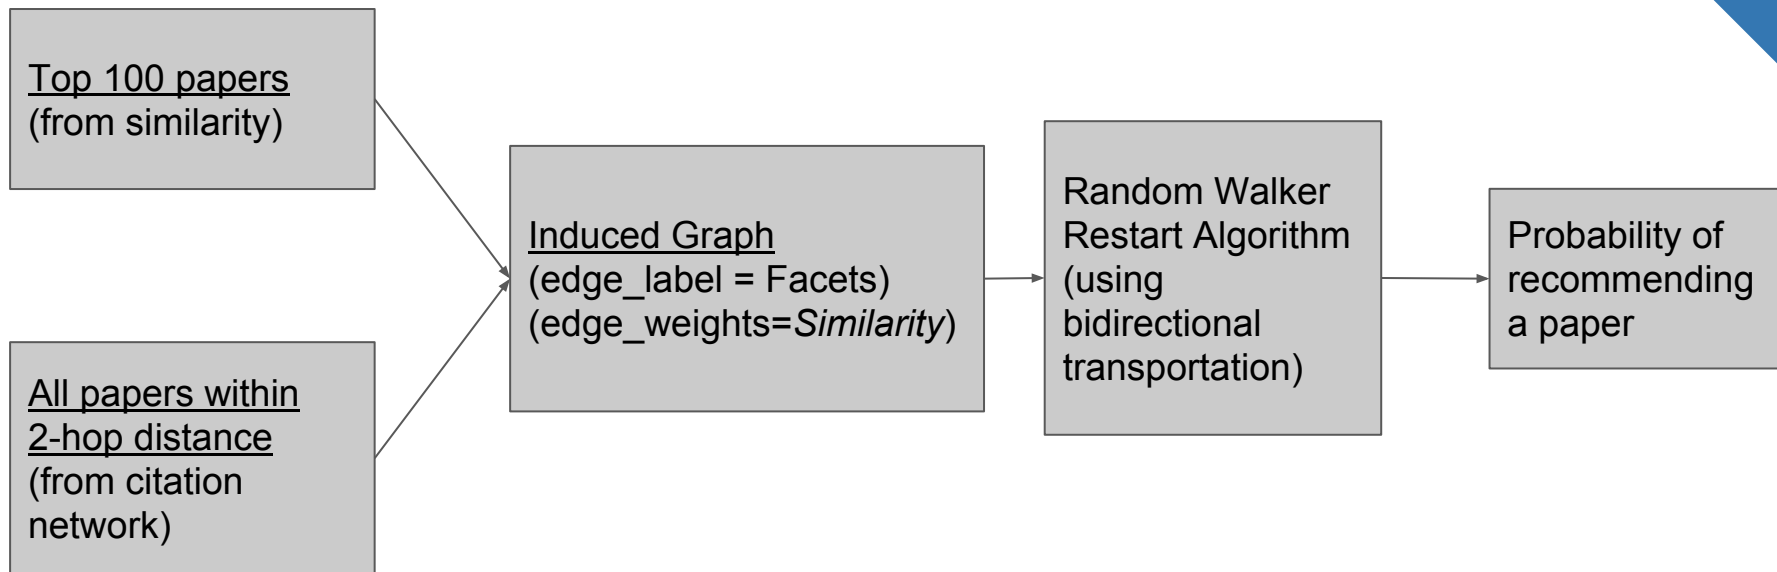 Top 100 papers
(from similarity)
All papers within
2-hop distance
(from citation
network)
Induced Graph
(edge_label = Facets)
(edge_weights=Similarity)
Random Walker
Restart Algorithm
(using
bidirectional
transportation)
Probability of
recommending
a paper